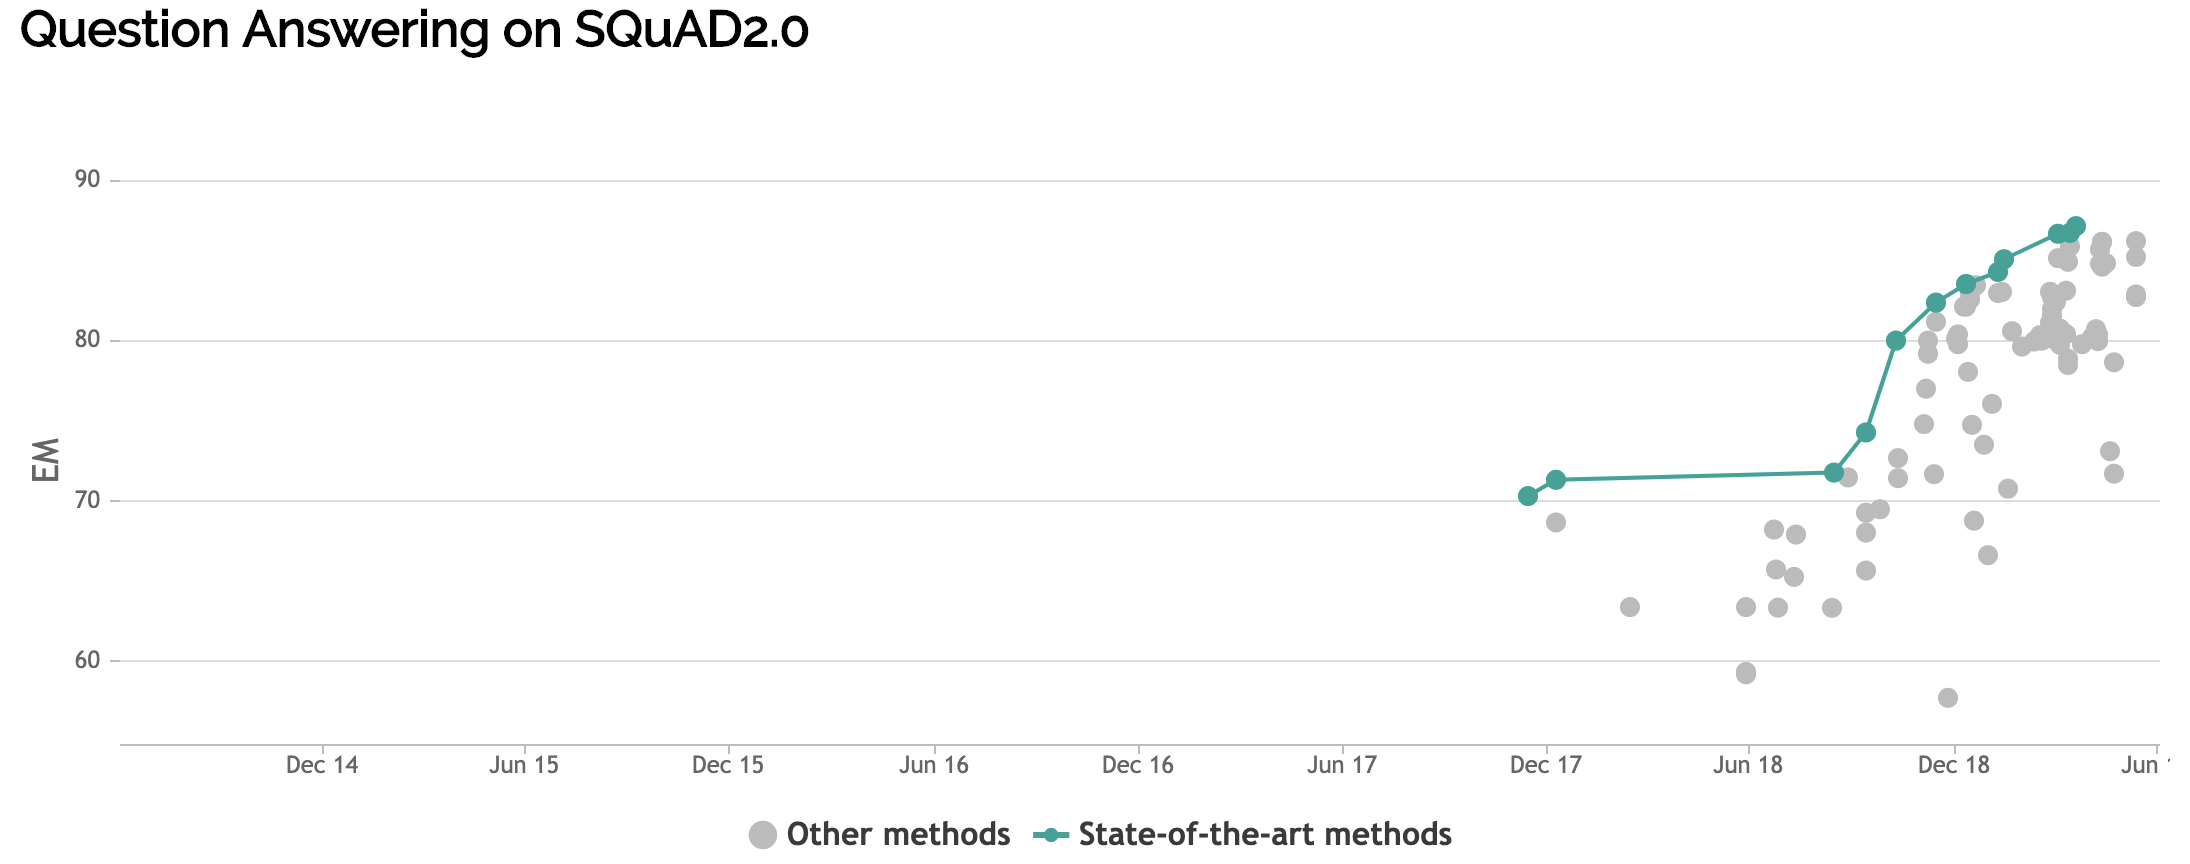 Question Answering on SQuAD2.0
90
80
70
60
EM
Dec 14 Jun 15 Dec 15 Jun 16 Dec 16 Jun 17 Dec 17 Jun 18 Dec 18 Jun
Other methods State-of-the-art methods